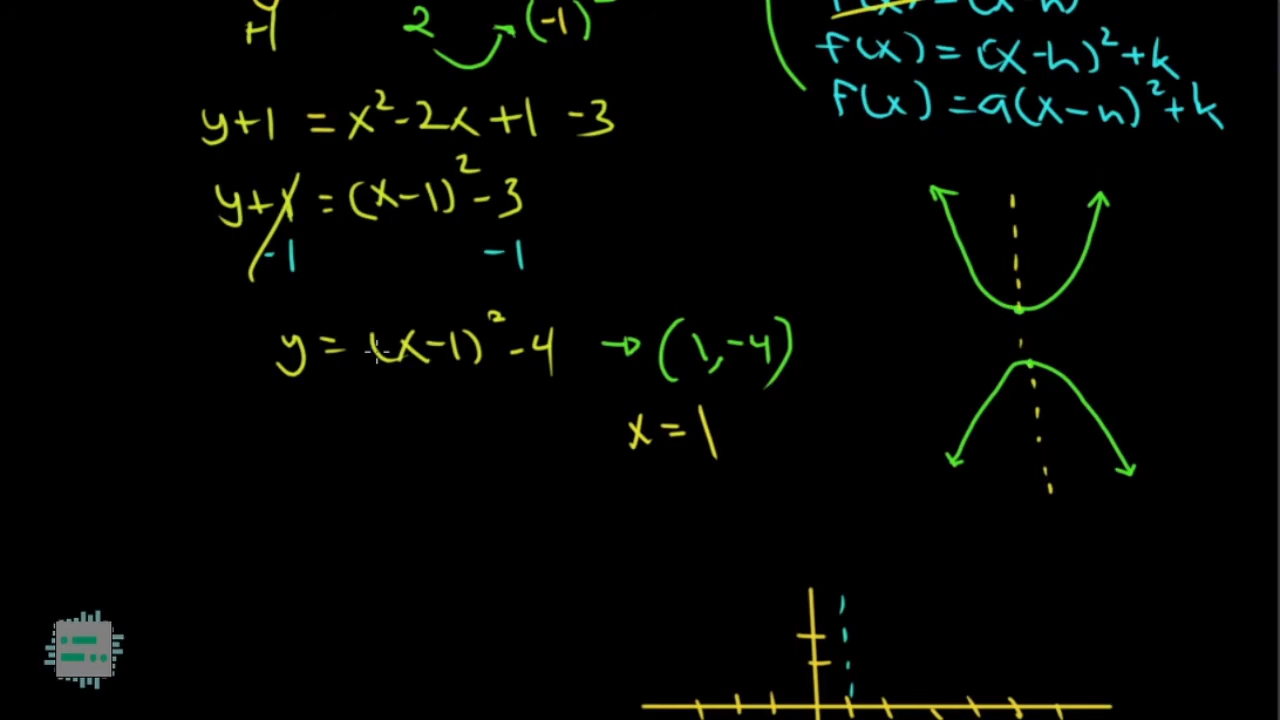 2 → (-1)²
f(x) = (x-h)²+k
f(x) = a(x-h)²+k
y+1 = x²-2x+1-3
y+1 = (x-1)²-3
-1 -1
y = (x-1)²-4 → (1,-4)
x = 1